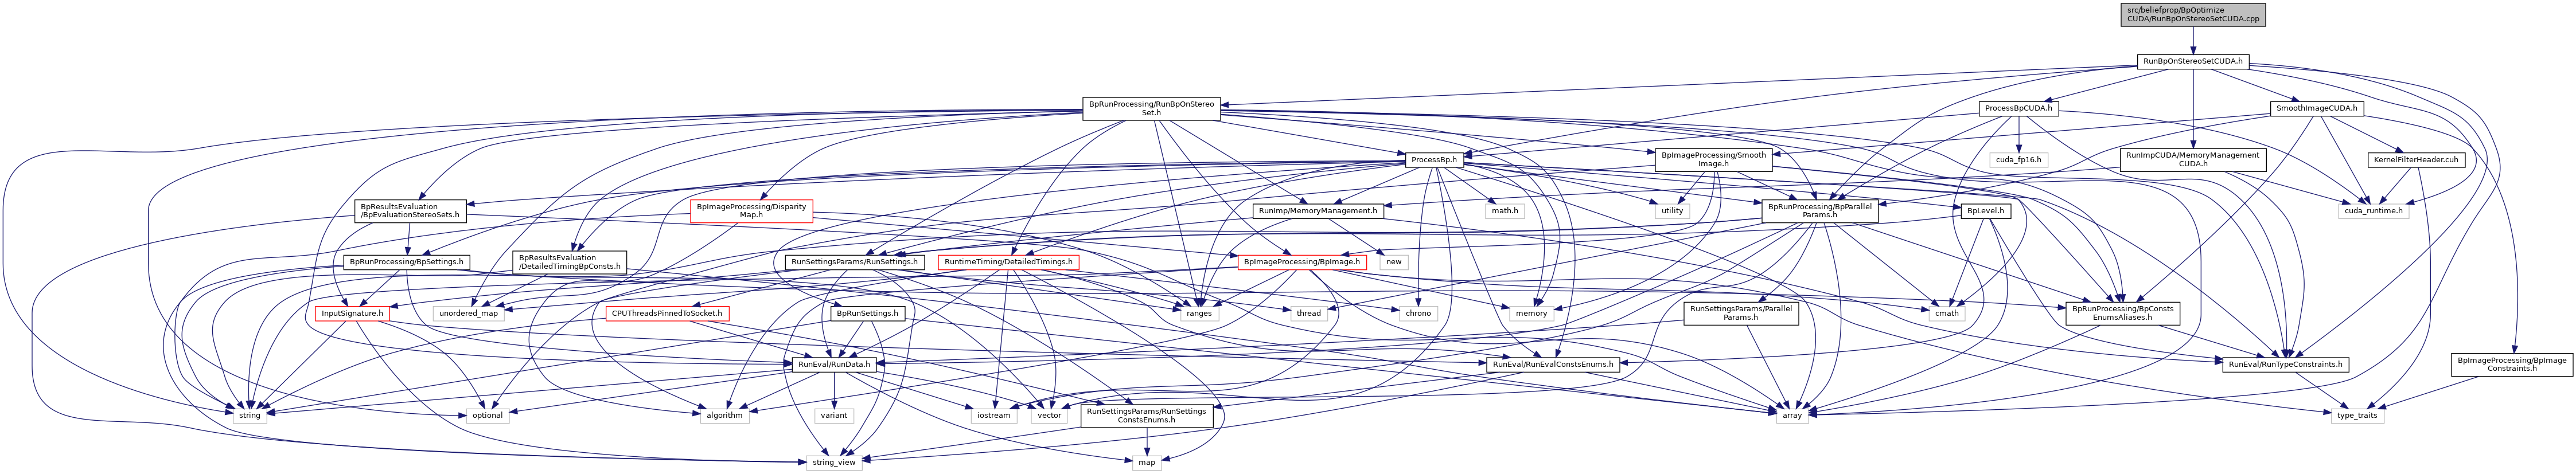 src/beliefprop/BpOptimize
CUDA/RunBpOnStereoSetCUDA.cpp
RunBpOnStereoSetCUDA.h
BpRunProcessing/RunBpOnStereo
Set.h
ProcessBpCUDA.h
SmoothImageCUDA.h
ProcessBp.h
BpImageProcessing/Smooth
Image.h
cuda_fp16.h
RunImpCUDA/MemoryManagement
CUDA.h
KernelFilterHeader.cuh
BpResultsEvaluation
/BpEvaluationStereoSets.h
BpImageProcessing/Disparity
Map.h
RunImp/MemoryManagement.h
math.h
utility
BpRunProcessing/BpParallel
Params.h
BpLevel.h
cuda_runtime.h
BpRunProcessing/BpSettings.h
BpResultsEvaluation
/DetailedTimingBpConsts.h
RunSettingsParams/RunSettings.h
RuntimeTiming/DetailedTimings.h
BpImageProcessing/BpImage.h
new
InputSignature.h
unordered_map
CPUThreadsPinnedToSocket.h
BpRunSettings.h
ranges
thread
chrono
memory
RunSettingsParams/Parallel
Params.h
cmath
BpRunProcessing/BpConsts
EnumsAliases.h
RunEval/RunData.h
RunEval/RunEvalConstsEnums.h
RunEval/RunTypeConstraints.h
BpImageProcessing/BpImage
Constraints.h
string
optional
algorithm
variant
iostream
vector
RunSettingsParams/RunSettings
ConstsEnums.h
array
type_traits
string_view
map